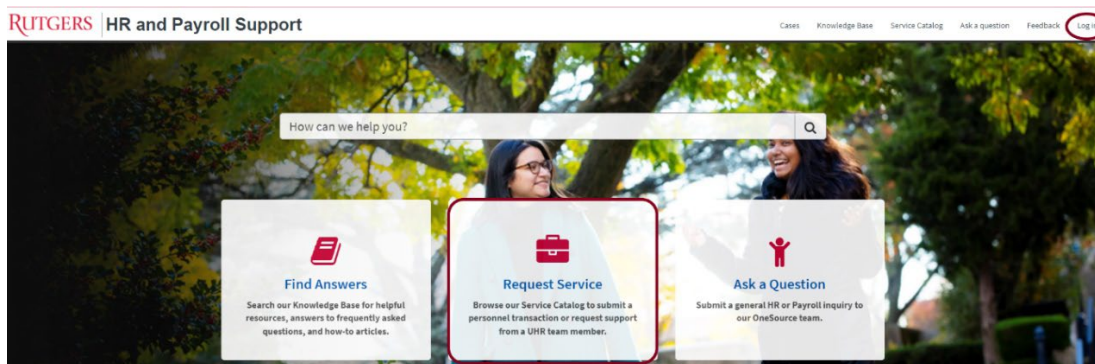 RUTGERS HR and Payroll Support
Cases Knowledge Base Service Catalog Ask a question Feedback Log in
How can we help you?
Find Answers
Search our Knowledge Base for helpful
resources, answers to frequently asked
questions, and how-to articles.
Request Service
Browse our Service Catalog to submit a
personnel transaction or request support
from a UHR team member.
Ask a Question
Submit a general HR or Payroll inquiry to
our OneSource team.